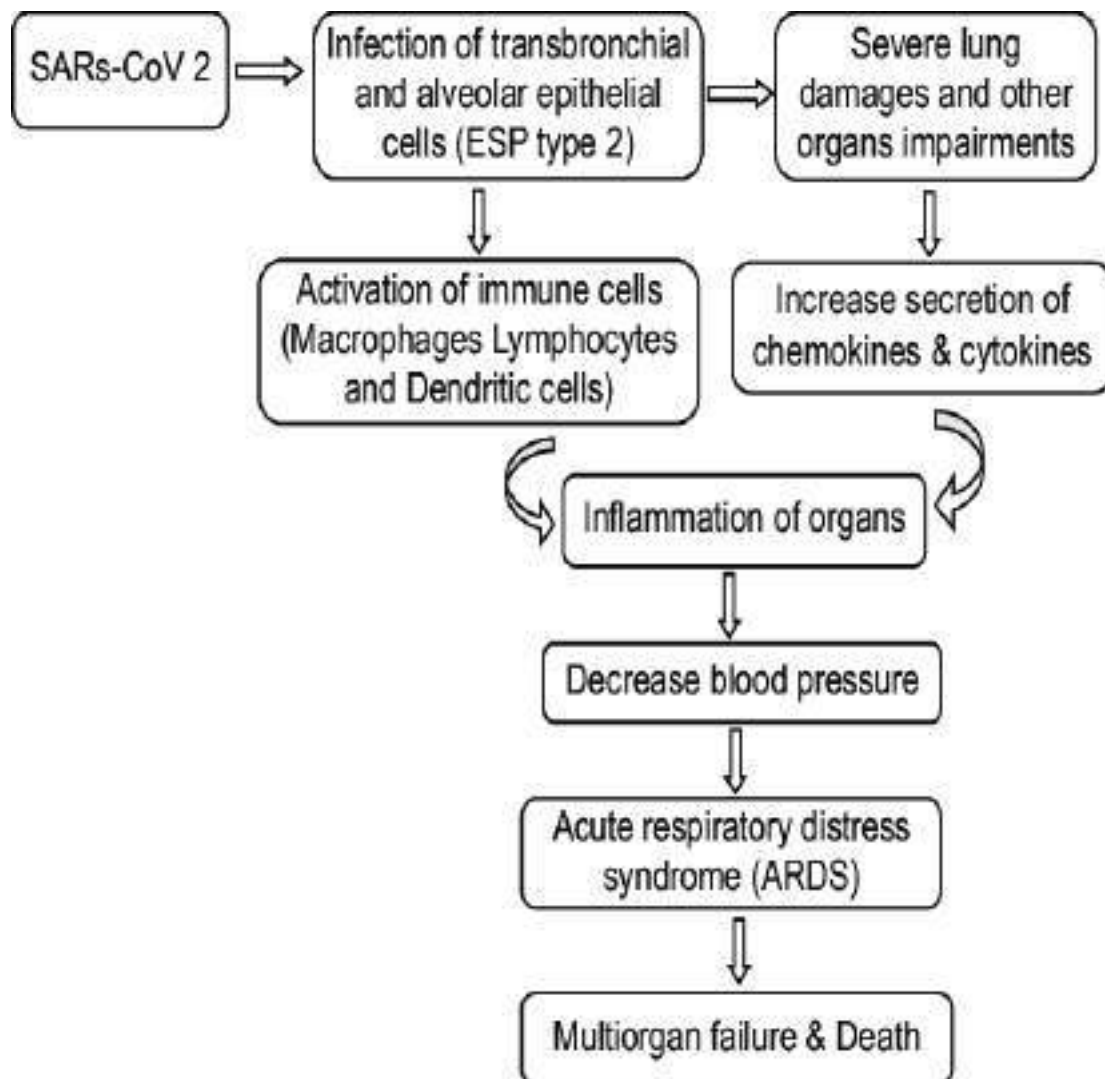 SARs-CoV 2
Infection of transbronchial
and alveolar epithelial
cells (ESP type 2)
Severe lung
damages and other
organs impairments
Activation of immune cells
(Macrophages Lymphocytes
and Dendritic cells)
Increase secretion of
chemokines & cytokines
Inflammation of organs
Decrease blood pressure
Acute respiratory distress
syndrome (ARDS)
Multiorgan failure & Death